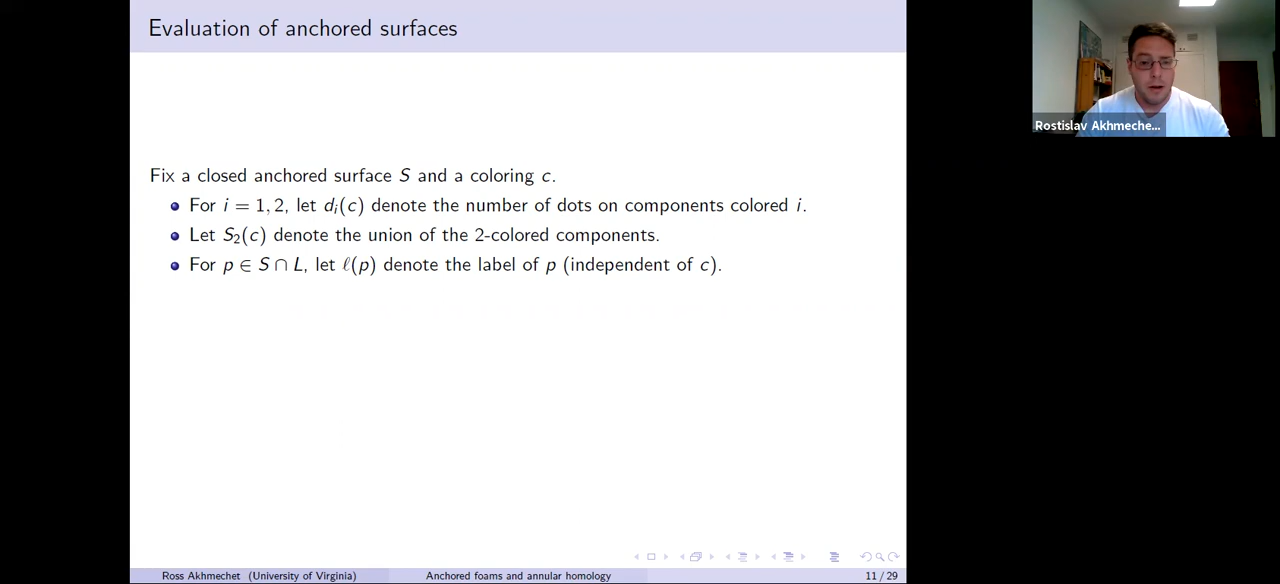 Evaluation of anchored surfaces
Fix a closed anchored surface S and a coloring c.
For i = 1, 2, let dᵢ(c) denote the number of dots on components colored i.
Let S₂(c) denote the union of the 2-colored components.
For p ∈ S ∩ L, let ℓ(p) denote the label of p (independent of c).
Rostislav Akhmeche...
Ross Akhmechet (University of Virginia)
Anchored foams and annular homology
11 / 29